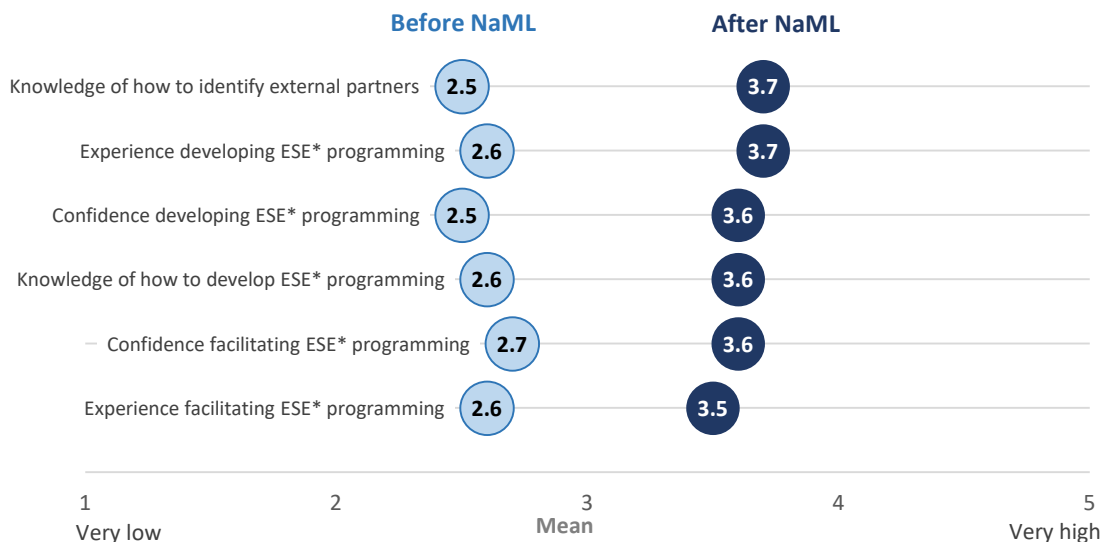 Before NaML After NaML
Knowledge of how to identify external partners 2.5 3.7
Experience developing ESE* programming 2.6 3.7
Confidence developing ESE* programming 2.5 3.6
Knowledge of how to develop ESE* programming 2.6 3.6
Confidence facilitating ESE* programming 2.7 3.6
Experience facilitating ESE* programming 2.6 3.5
1 2 3 4 5
Very low Mean Very high